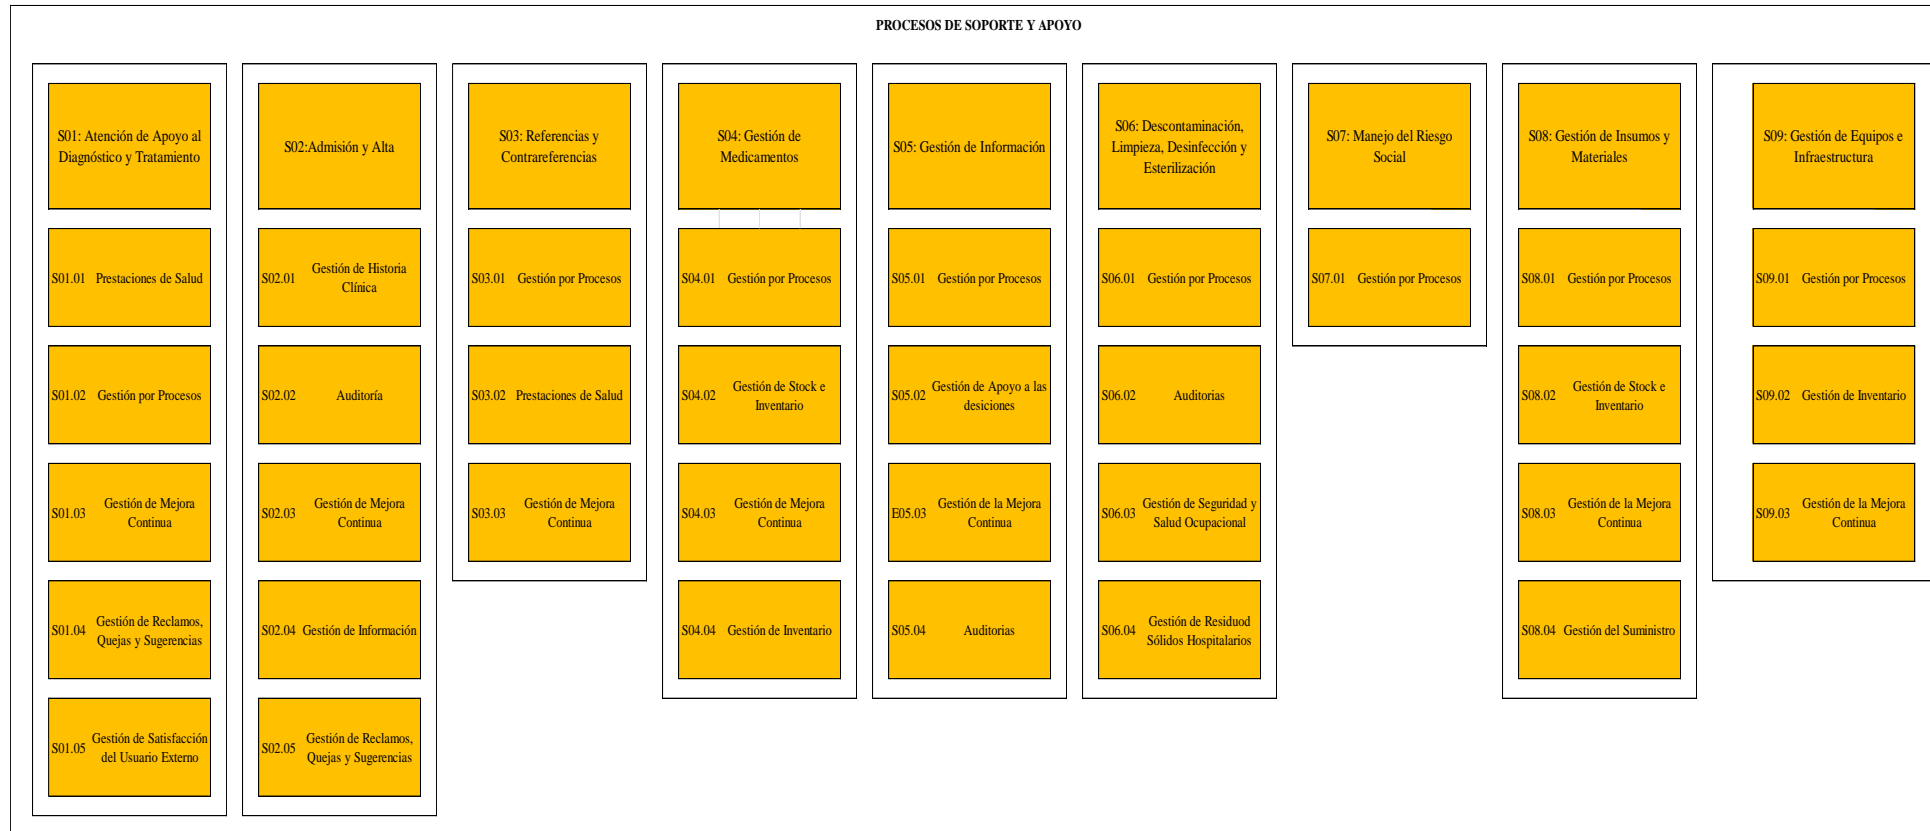 PROCESOS DE SOPORTE Y APOYO
S01: Atención de Apoyo al
Diagnóstico y Tratamiento
S01.01 Prestaciones de Salud
S01.02 Gestión por Procesos
S01.03 Gestión de Mejora
Continua
S01.04 Gestión de Reclamos,
Quejas y Sugerencias
S01.05 Gestión de Satisfacción
del Usuario Externo
S02:Admisión y Alta
S02.01 Gestión de Historia
Clínica
S02.02 Auditoría
S02.03 Gestión de Mejora
Continua
S02.04 Gestión de Información
S02.05 Gestión de Reclamos,
Quejas y Sugerencias
S03: Referencias y
Contrareferencias
S03.01 Gestión por Procesos
S03.02 Prestaciones de Salud
S03.03 Gestión de Mejora
Continua
S04: Gestión de
Medicamentos
S04.01 Gestión por Procesos
S04.02 Gestión de Stock e
Inventario
S04.03 Gestión de Mejora
Continua
S04.04 Gestión de Inventario
S05: Gestión de Información
S05.01 Gestión por Procesos
S05.02 Gestión de Apoyo a las
desiciones
E05.03 Gestión de la Mejora
Continua
S05.04 Auditorias
S06: Descontaminación,
Limpieza, Desinfección y
Esterilización
S06.01 Gestión por Procesos
S06.02 Auditorias
S06.03 Gestión de Seguridad y
Salud Ocupacional
S06.04 Gestión de Residuod
Sólidos Hospitalarios
S07: Manejo del Riesgo
Social
S07.01 Gestión por Procesos
S08: Gestión de Insumos y
Materiales
S08.01 Gestión por Procesos
S08.02 Gestión de Stock e
Inventario
S08.03 Gestión de la Mejora
Continua
S08.04 Gestión del Suministro
S09: Gestión de Equipos e
Infraestructura
S09.01 Gestión por Procesos
S09.02 Gestión de Inventario
S09.03 Gestión de la Mejora
Continua